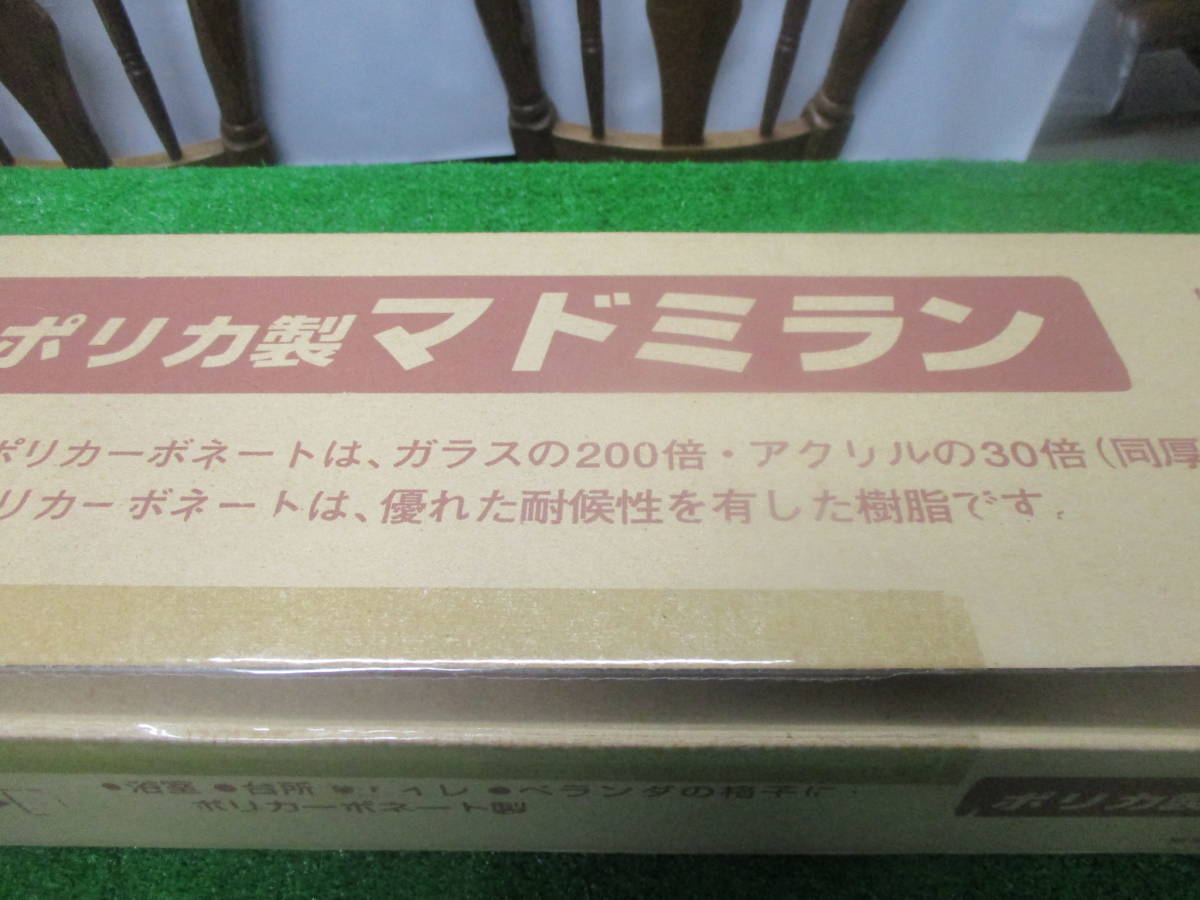 ポリカ製マドミラン
ポリカーボネートは、ガラスの200倍・アクリルの30倍(同厚
リカーボネートは、優れた耐候性を有した樹脂です。
●浴室 ●台所 ●トイレ ●ベランダの格子に
ポリカーボネート製
ポリカ製